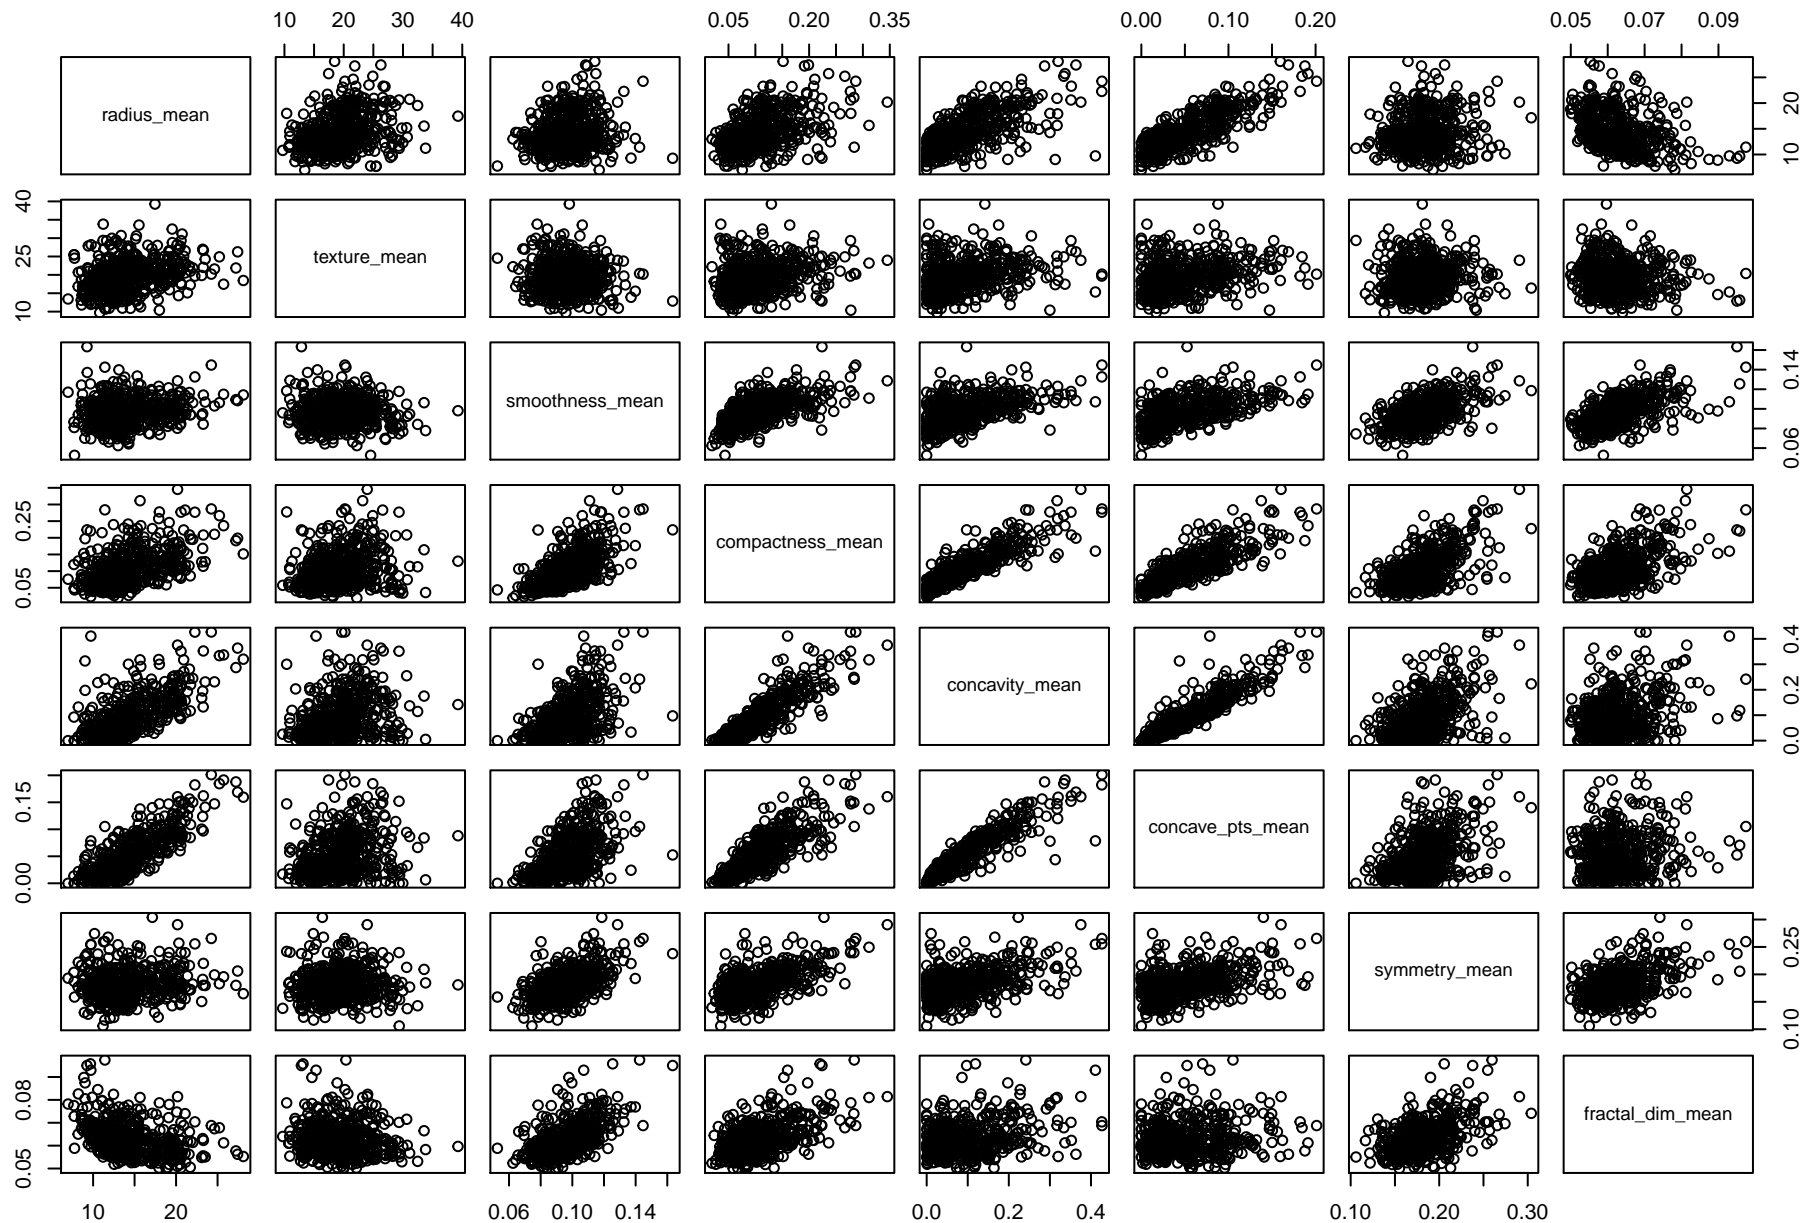 10 20 30 40 0.05 0.20 0.35 0.00 0.10 0.20 0.05 0.07 0.09
radius_mean
10 20
texture_mean
10 25 40
smoothness_mean
0.06 0.14
compactness_mean
0.05 0.25
concavity_mean
0.0 0.2 0.4
concave_pts_mean
0.00 0.15
symmetry_mean
0.10 0.25
fractal_dim_mean
0.05 0.08
10 20 0.06 0.10 0.14 0.0 0.2 0.4 0.10 0.20 0.30